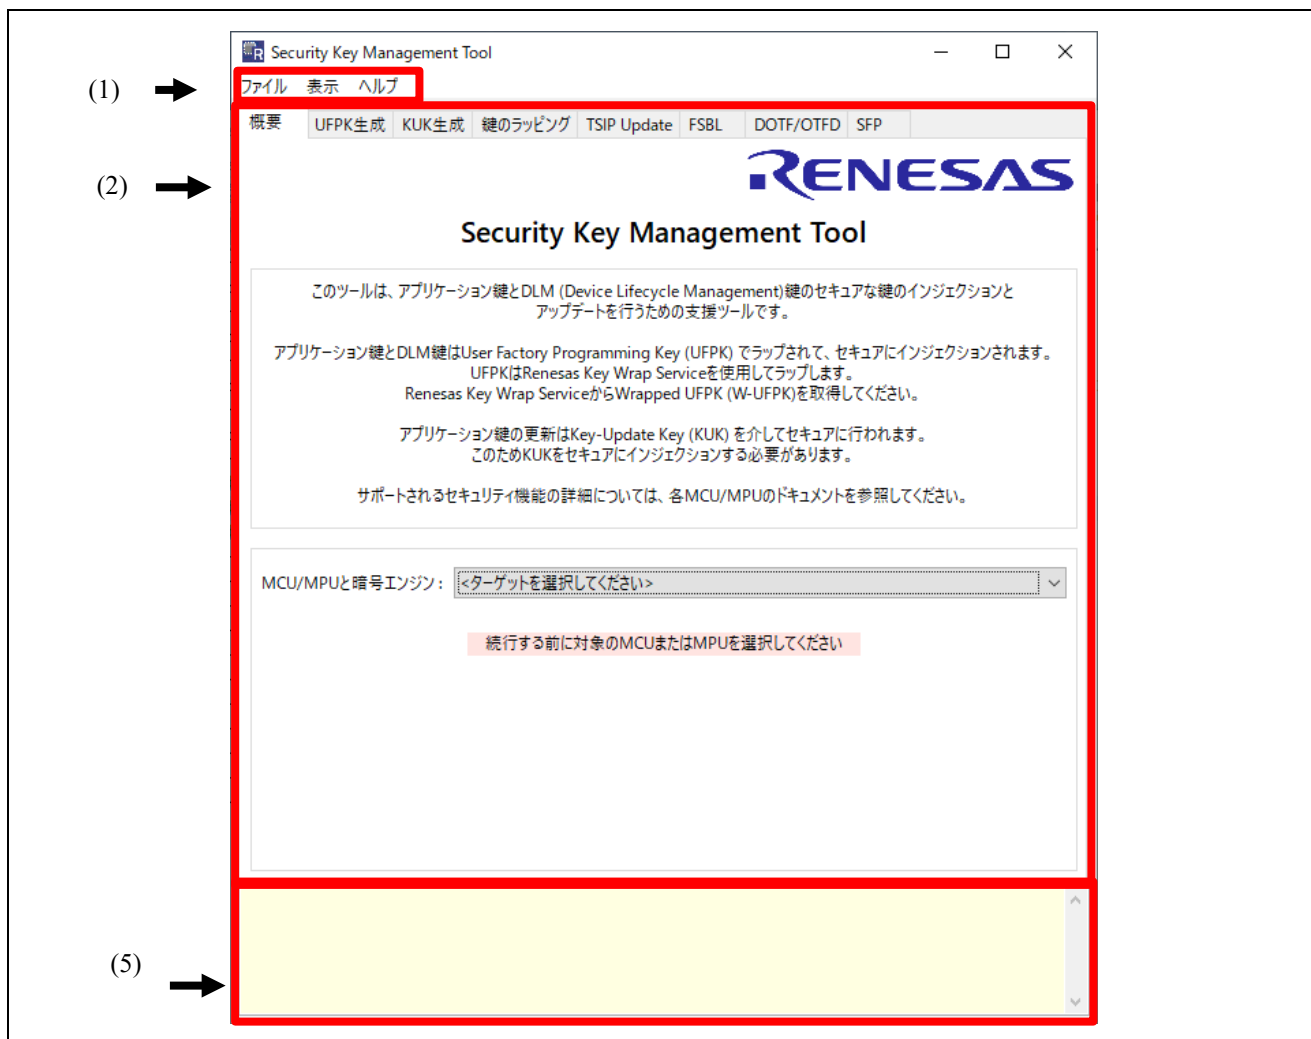 Security Key Management Tool
(1)
ファイル 表示 ヘルプ
概要 UFPK生成 KUK生成 鍵のラッピング TSIP Update FSBL DOTF/OTFD SFP
(2)
RENESAS
Security Key Management Tool
このツールは、アプリケーション鍵とDLM (Device Lifecycle Management)鍵のセキュアな鍵のインジェクションと
アップデートを行うための支援ツールです。
アプリケーション鍵とDLM鍵はUser Factory Programming Key (UFPK) でラップされて、セキュアにインジェクションされます。
UFPKはRenesas Key Wrap Serviceを使用してラップします。
Renesas Key Wrap ServiceからWrapped UFPK (W-UFPK)を取得してください。
アプリケーション鍵の更新はKey-Update Key (KUK) を介してセキュアに行われます。
このためKUKをセキュアにインジェクションする必要があります。
サポートされるセキュリティ機能の詳細については、各MCU/MPUのドキュメントを参照してください。
MCU/MPUと暗号エンジン : <ターゲットを選択してください>
続行する前に対象のMCUまたはMPUを選択してください
(5)